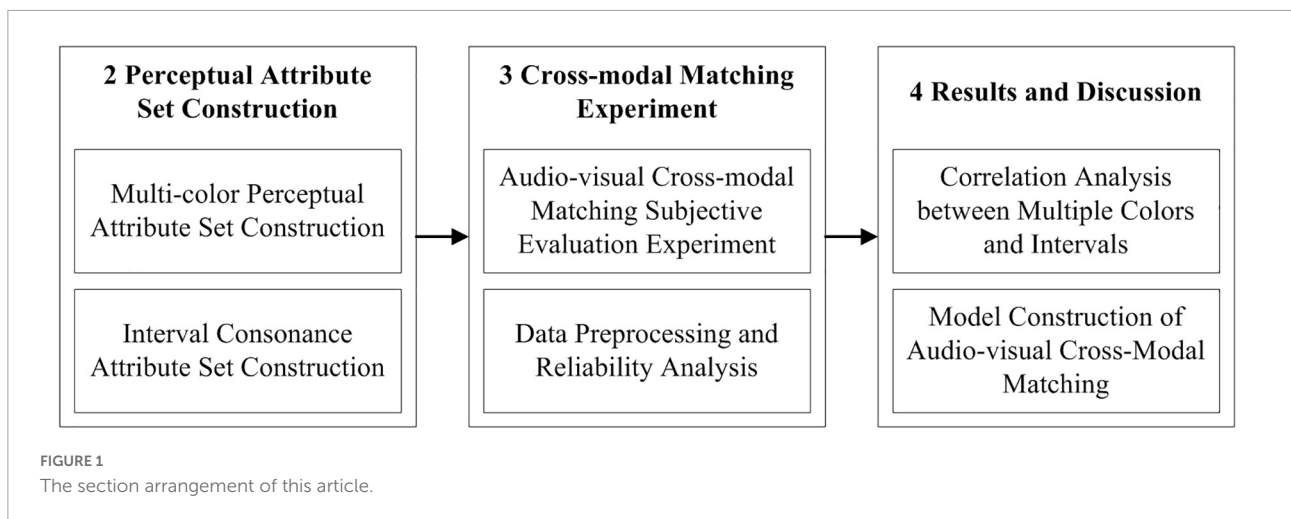 2 Perceptual Attribute
Set Construction
Multi-color Perceptual
Attribute Set Construction
Interval Consonance
Attribute Set Construction
3 Cross-modal Matching
Experiment
Audio-visual Cross-modal
Matching Subjective
Evaluation Experiment
Data Preprocessing and
Reliability Analysis
4 Results and Discussion
Correlation Analysis
between Multiple Colors
and Intervals
Model Construction of
Audio-visual Cross-Modal
Matching
FIGURE 1
The section arrangement of this article.